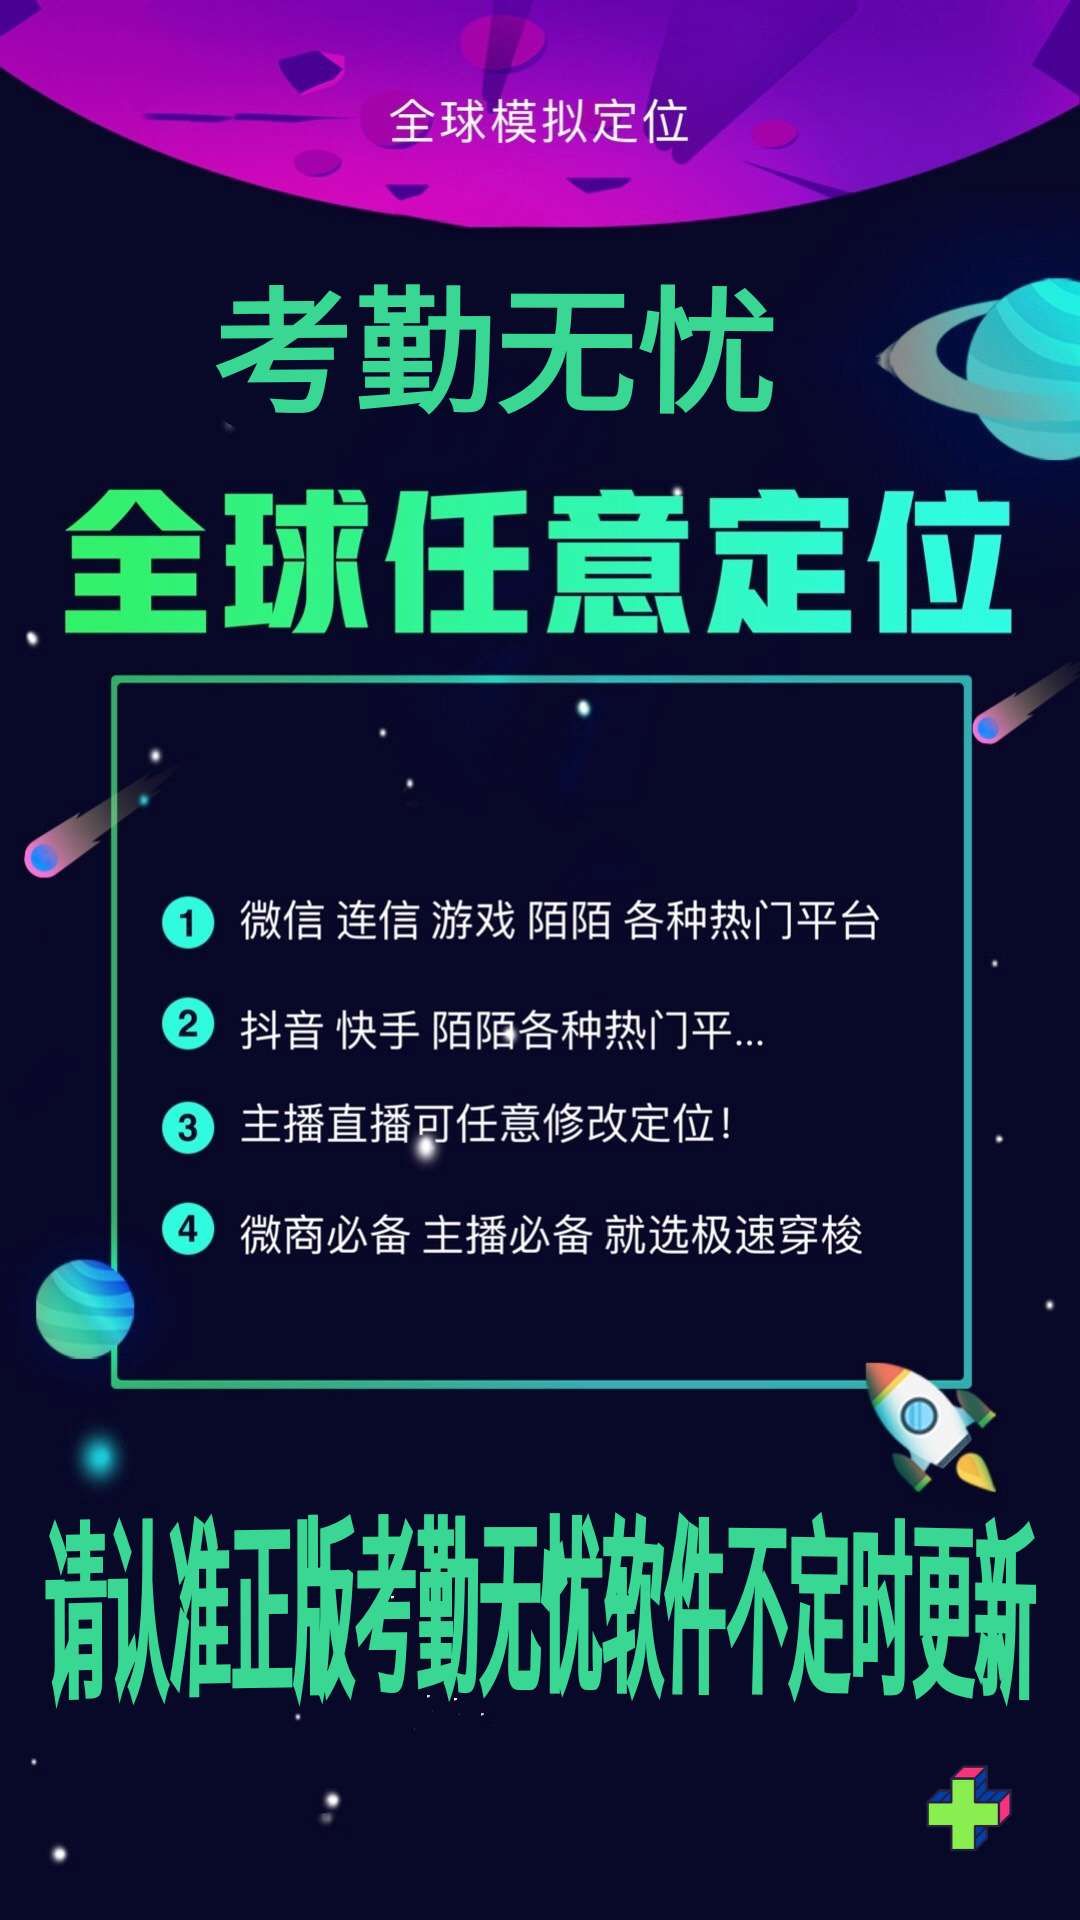 全球模拟定位
考勤无忧
全球任意定位
1 微信 连信 游戏 陌陌 各种热门平台
2 抖音 快手 陌陌各种热门平...
3 主播直播可任意修改定位！
4 微商必备 主播必备 就选极速穿梭
请认准正版考勤无忧软件不定时更新